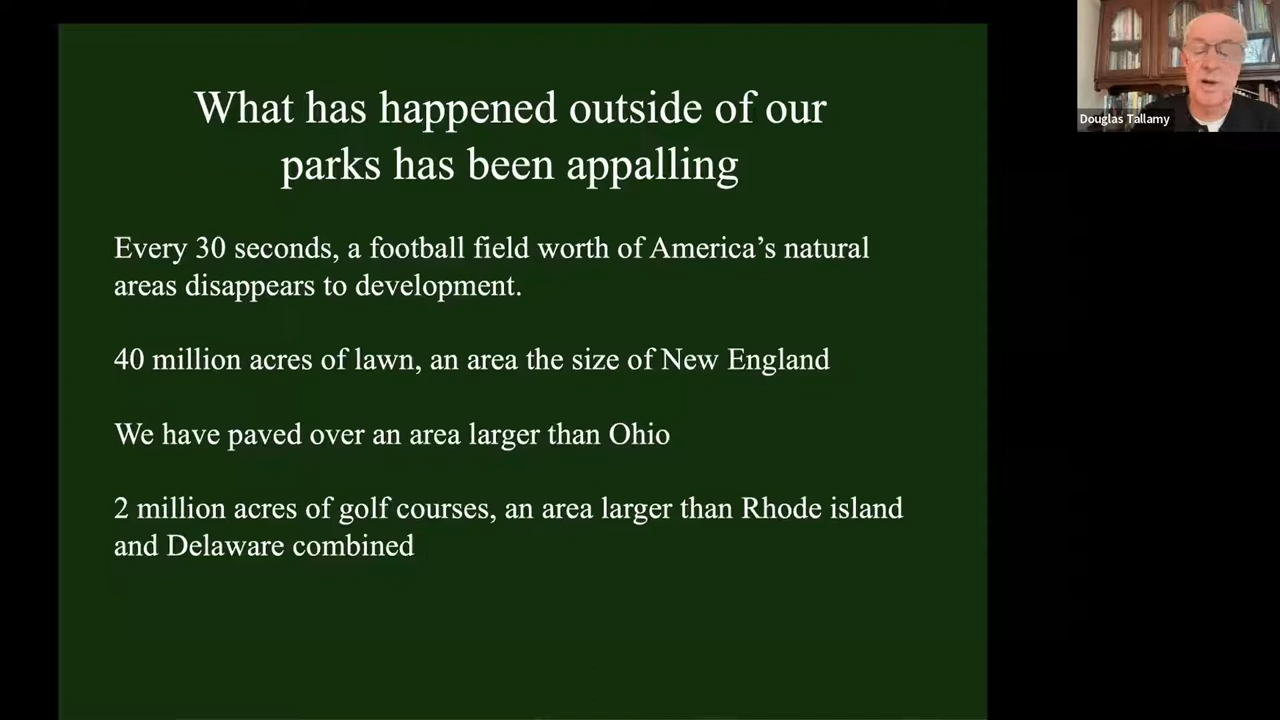 What has happened outside of our
parks has been appalling
Every 30 seconds, a football field worth of America’s natural
areas disappears to development.
40 million acres of lawn, an area the size of New England
We have paved over an area larger than Ohio
2 million acres of golf courses, an area larger than Rhode island
and Delaware combined
Douglas Tallamy